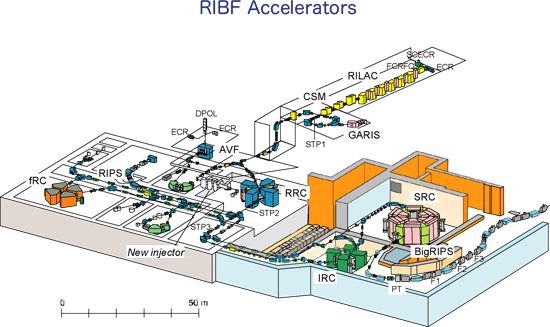 RIBF Accelerators
SCECR
ECRFQ
ECR
RILAC
CSM
DPOL
GARIS
ECR
ECR
STP1
AVF
RIPS
fRC
RRC
SRC
STP2
STP3
New injector
BigRIPS
IRC
F3
F2
F1
PT
0
50 m